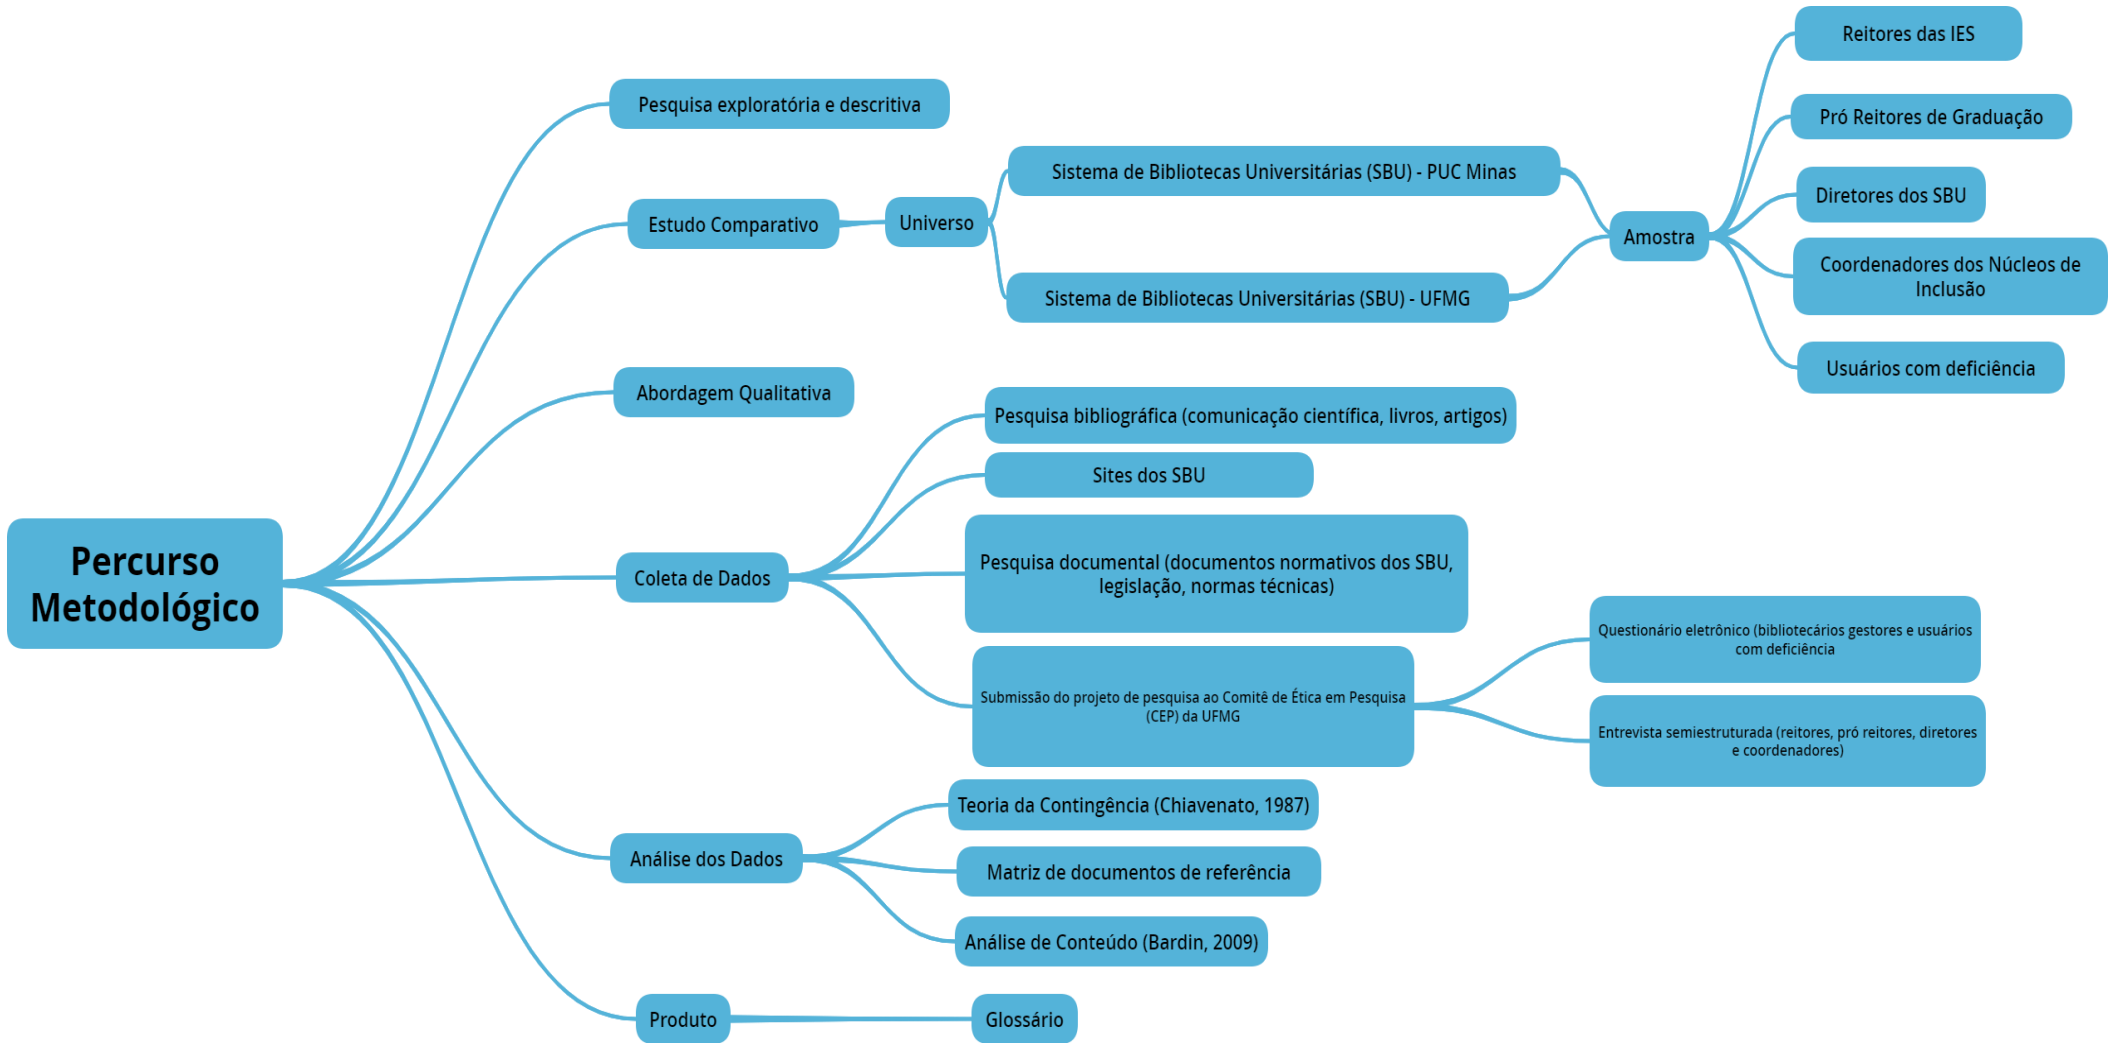 Percurso
Metodológico
Pesquisa exploratória e descritiva
Estudo Comparativo
Universo
Sistema de Bibliotecas Universitárias (SBU) - PUC Minas
Sistema de Bibliotecas Universitárias (SBU) - UFMG
Amostra
Reitores das IES
Pró Reitores de Graduação
Diretores dos SBU
Coordenadores dos Núcleos de
Inclusão
Usuários com deficiência
Abordagem Qualitativa
Coleta de Dados
Pesquisa bibliográfica (comunicação científica, livros, artigos)
Sites dos SBU
Pesquisa documental (documentos normativos dos SBU,
legislação, normas técnicas)
Submissão do projeto de pesquisa ao Comitê de Ética em Pesquisa
(CEP) da UFMG
Questionário eletrônico (bibliotecários gestores e usuários
com deficiência
Entrevista semiestruturada (reitores, pró reitores, diretores
e coordenadores)
Análise dos Dados
Teoria da Contingência (Chiavenato, 1987)
Matriz de documentos de referência
Análise de Conteúdo (Bardin, 2009)
Produto
Glossário